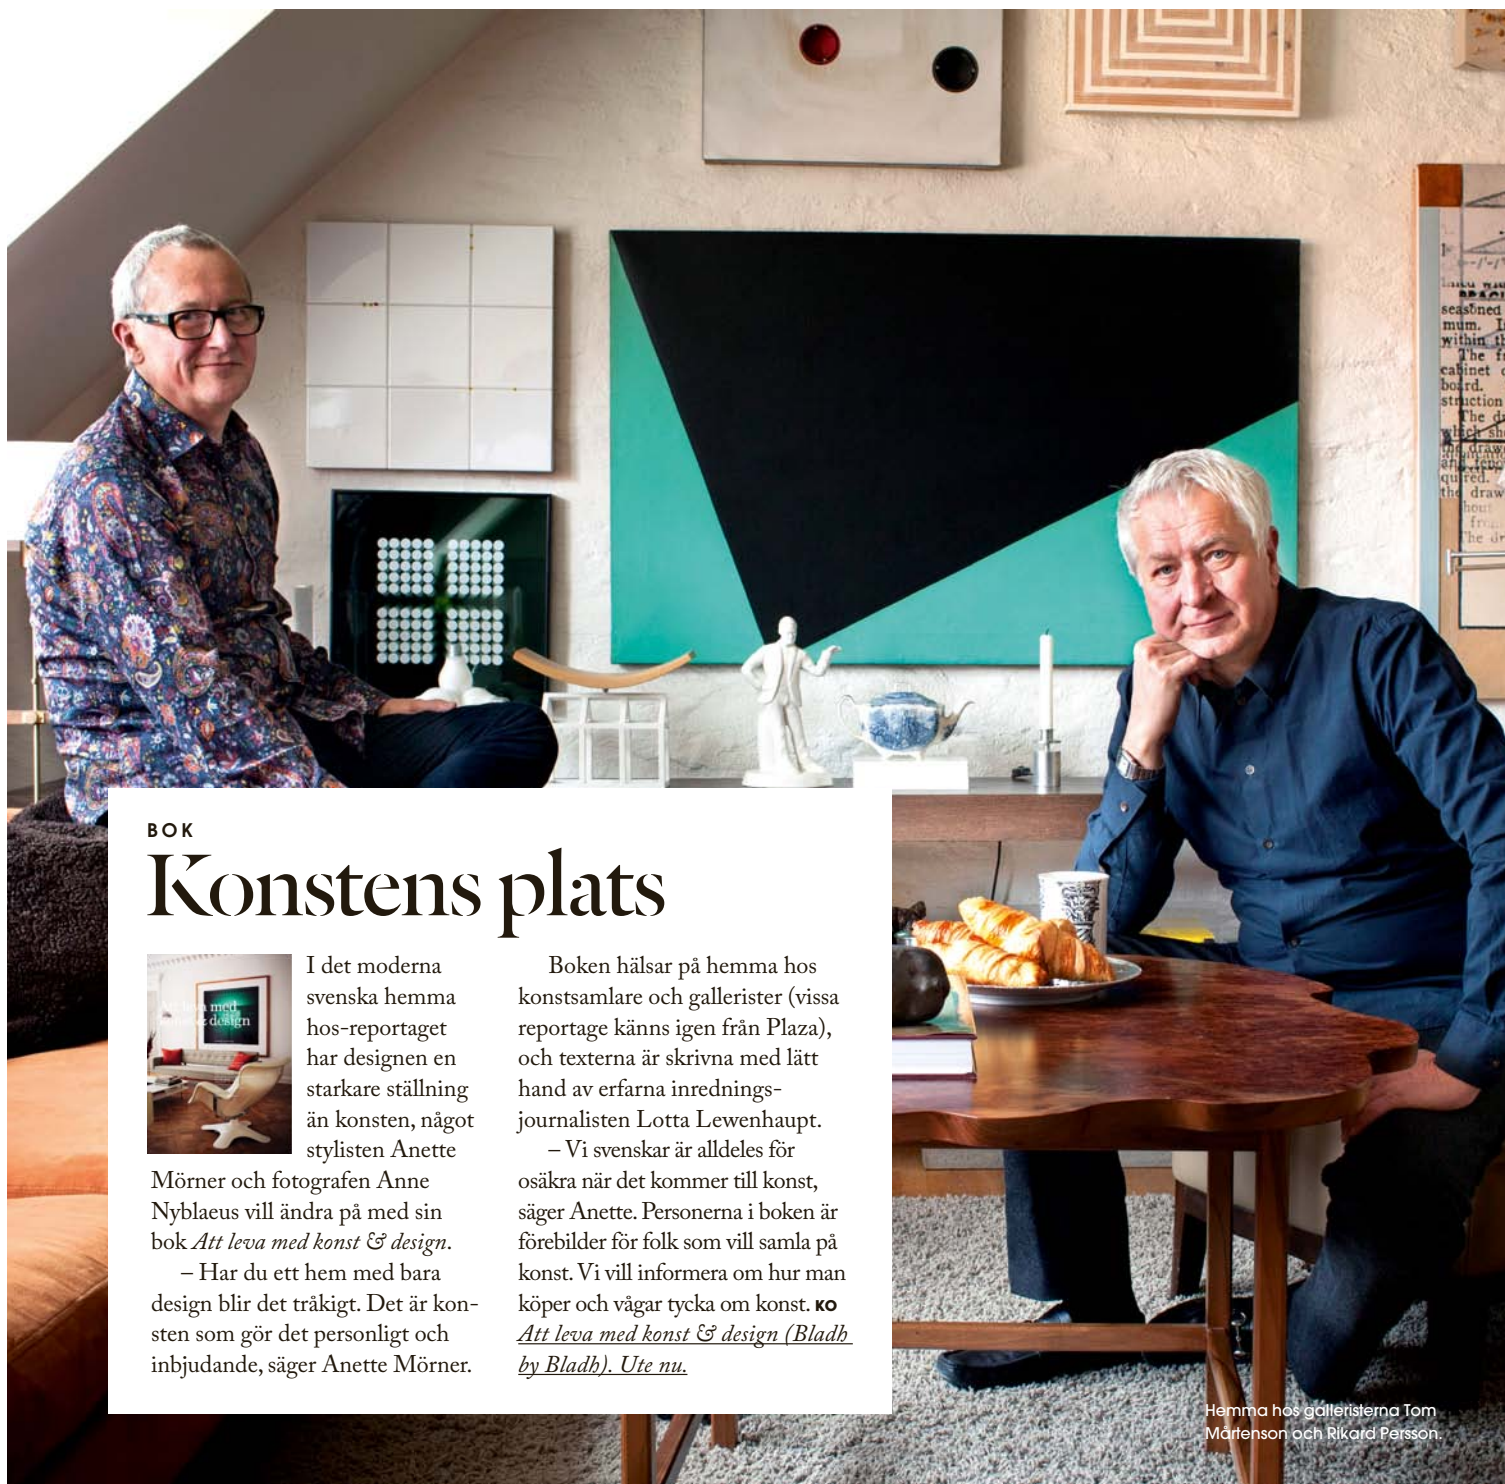 BOK
Konstens plats
Att leva med
konst & design
I det moderna
svenska hemma
hos-reportaget
har designen en
starkare ställning
än konsten, något
stylisten Anette
Mörner och fotografen Anne
Nyblaeus vill ändra på med sin
bok Att leva med konst & design.
– Har du ett hem med bara
design blir det tråkigt. Det är kon-
sten som gör det personligt och
inbjudande, säger Anette Mörner.
Boken hälsar på hemma hos
konstsamlare och gallerister (vissa
reportage känns igen från Plaza),
och texterna är skrivna med lätt
hand av erfarna inrednings-
journalisten Lotta Lewenhaupt.
– Vi svenskar är alldeles för
osäkra när det kommer till konst,
säger Anette. Personerna i boken är
förebilder för folk som vill samla på
konst. Vi vill informera om hur man
köper och vågar tycka om konst. KO
Att leva med konst & design (Bladh
by Bladh). Ute nu.
seasoned
mum.
within
The
cabinet
board.
struction
The
which
quired.
the draw
Hemma hos galleristerna Tom
Mårtenson och Rikard Persson.